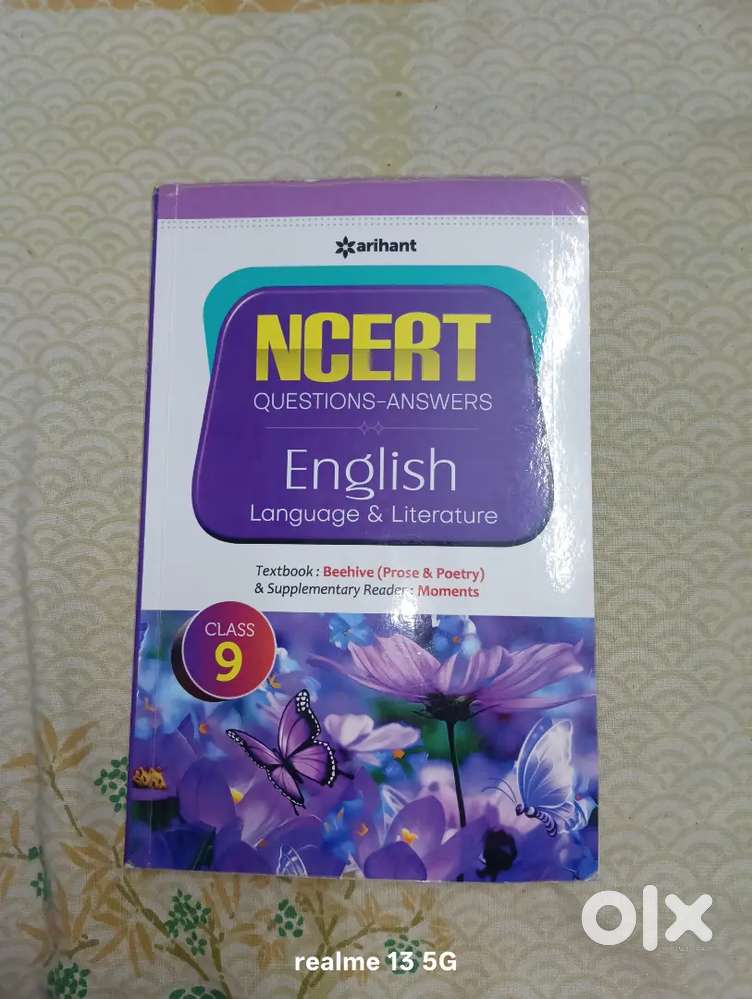 arihant
NCERT
QUESTIONS-ANSWERS
English
Language & Literature
Textbook : Beehive (Prose & Poetry)
& Supplementary Reader : Moments
CLASS
9
olx
realme 13 5G